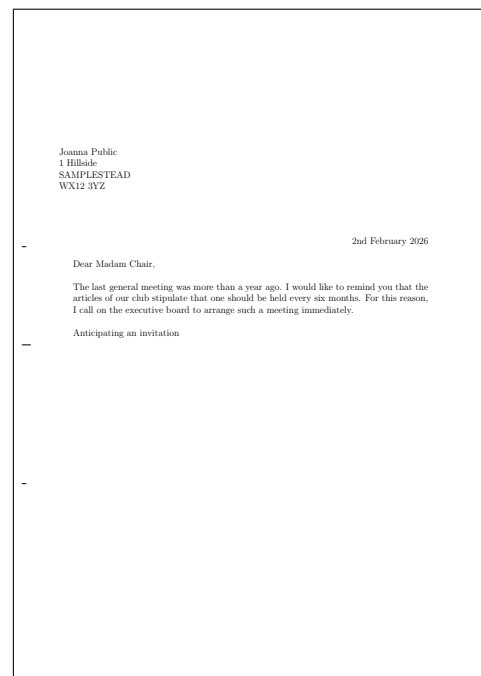 Joanna Public
1 Hillside
SAMPLESTEAD
WX12 3YZ
2nd February 2026
Dear Madam Chair,
The last general meeting was more than a year ago. I would like to remind you that the
articles of our club stipulate that one should be held every six months. For this reason,
I call on the executive board to arrange such a meeting immediately.
Anticipating an invitation